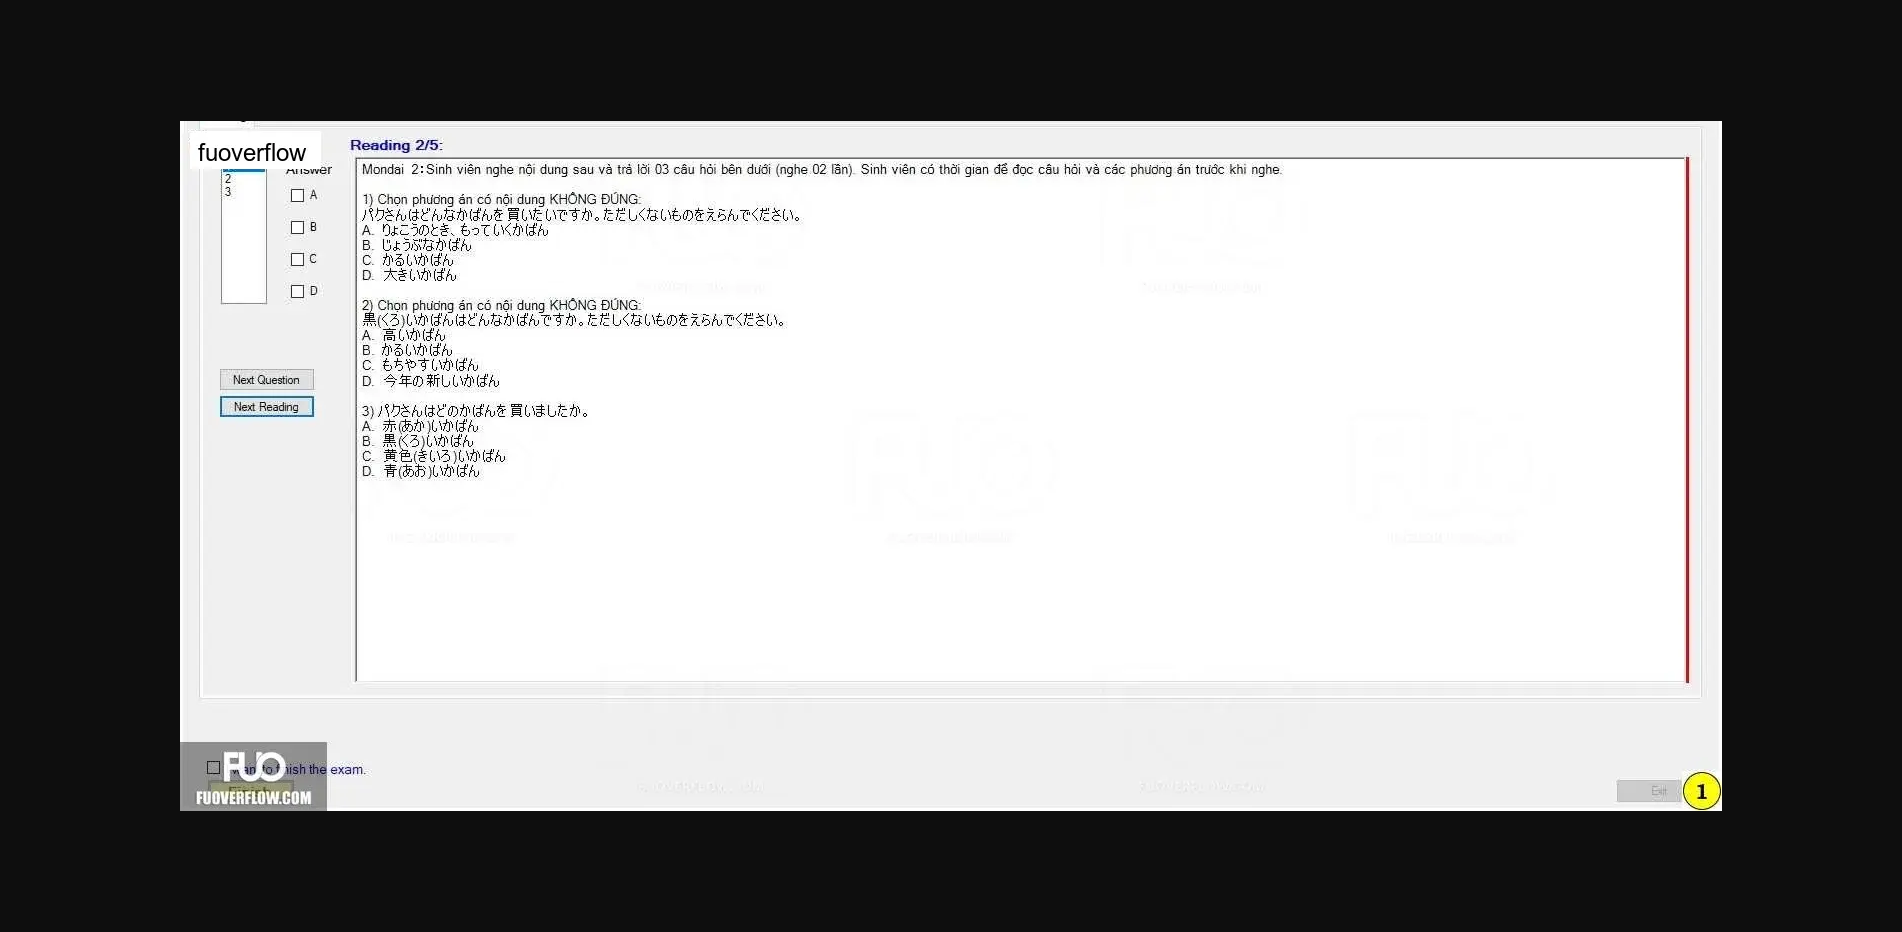 fuoverflow
Reading 2/5:
Answer
2
3
A
B
C
D
Next Question
Next Reading
Mondai 2:Sinh viên nghe nội dung sau và trả lời 03 câu hỏi bên dưới (nghe 02 lần). Sinh viên có thời gian để đọc câu hỏi và các phương án trước khi nghe.
1) Chọn phương án có nội dung KHÔNG ĐÚNG:
パクさんはどんなかばんを買いたいですか。ただしくないものをえらんでください。
A. りょこうのとき、もっていくかばん
B. じょうぶなかばん
C. かるいかばん
D. 大きいかばん
2) Chọn phương án có nội dung KHÔNG ĐÚNG:
黒(くろ)いかばんはどんなかばんですか。ただしくないものをえらんでください。
A. 高いかばん
B. かるいかばん
C. もちやすいかばん
D. 今年の新しいかばん
3) パクさんはどのかばんを買いましたか。
A. 赤(あか)いかばん
B. 黒(くろ)いかばん
C. 黄色(きいろ)いかばん
D. 青(あお)いかばん
FUO
want to finish the exam.
FUOVERFLOW.COM
Exit
1